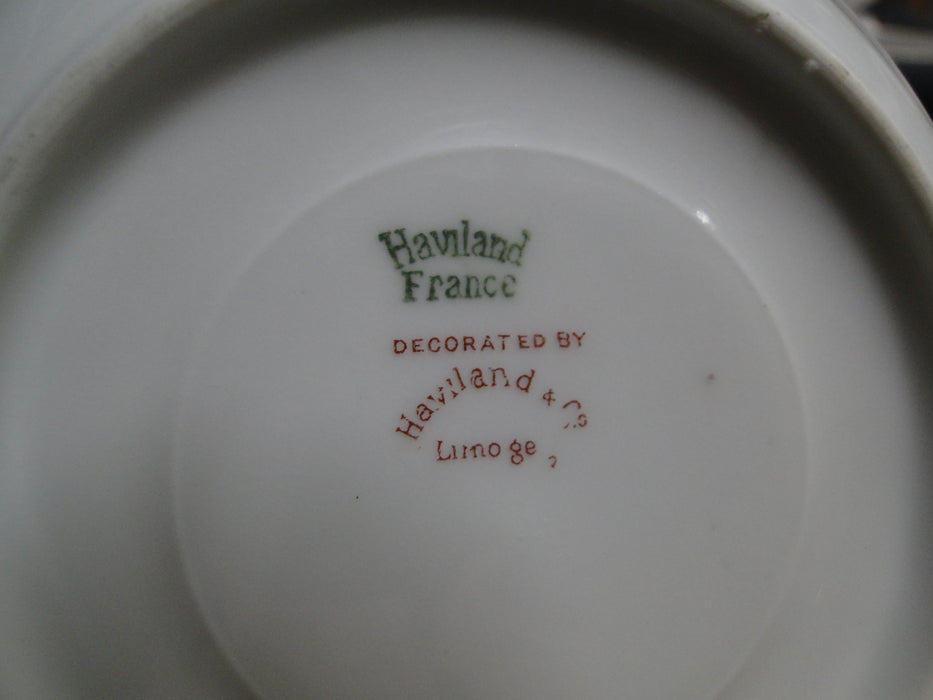 Haviland
France
DECORATED BY
Haviland & Co
Limoges